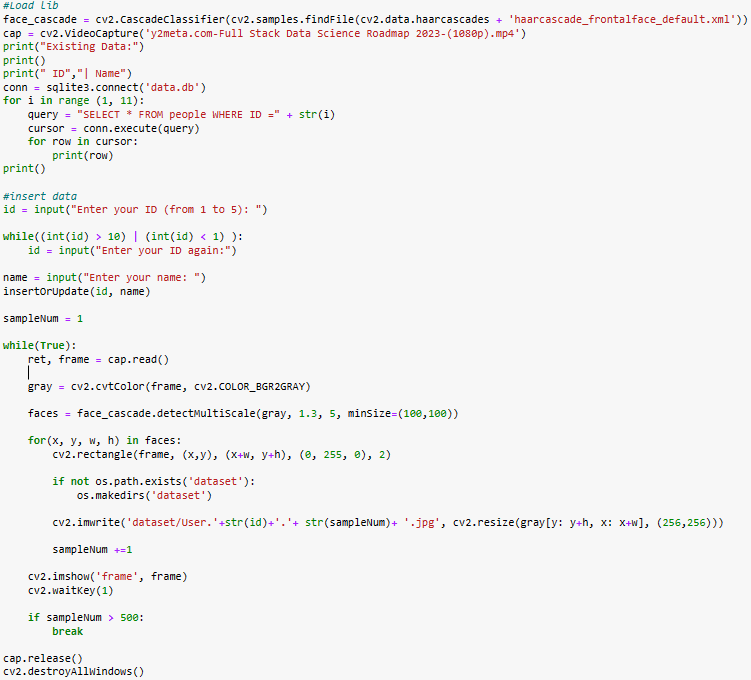 #Load lib
face_cascade = cv2.CascadeClassifier(cv2.samples.findFile(cv2.data.haarcascades + 'haarcascade_frontalface_default.xml'))
cap = cv2.VideoCapture('y2meta.com-Full Stack Data Science Roadmap 2023-(1080p).mp4')
print("Existing Data:")
print()
print(" ID","| Name")
conn = sqlite3.connect('data.db')
for i in range (1, 11):
    query = "SELECT * FROM people WHERE ID =" + str(i)
    cursor = conn.execute(query)
    for row in cursor:
        print(row)
print()

#insert data
id = input("Enter your ID (from 1 to 5): ")

while((int(id) > 10) | (int(id) < 1) ):
    id = input("Enter your ID again:")

name = input("Enter your name: ")
insertOrUpdate(id, name)

sampleNum = 1

while(True):
    ret, frame = cap.read()

    gray = cv2.cvtColor(frame, cv2.COLOR_BGR2GRAY)

    faces = face_cascade.detectMultiScale(gray, 1.3, 5, minSize=(100,100))

    for(x, y, w, h) in faces:
        cv2.rectangle(frame, (x,y), (x+w, y+h), (0, 255, 0), 2)

        if not os.path.exists('dataset'):
            os.makedirs('dataset')

        cv2.imwrite('dataset/User.'+str(id)+'.'+ str(sampleNum)+ '.jpg', cv2.resize(gray[y: y+h, x: x+w], (256,256)))

        sampleNum +=1

    cv2.imshow('frame', frame)
    cv2.waitKey(1)

    if sampleNum > 500:
        break

cap.release()
cv2.destroyAllWindows()